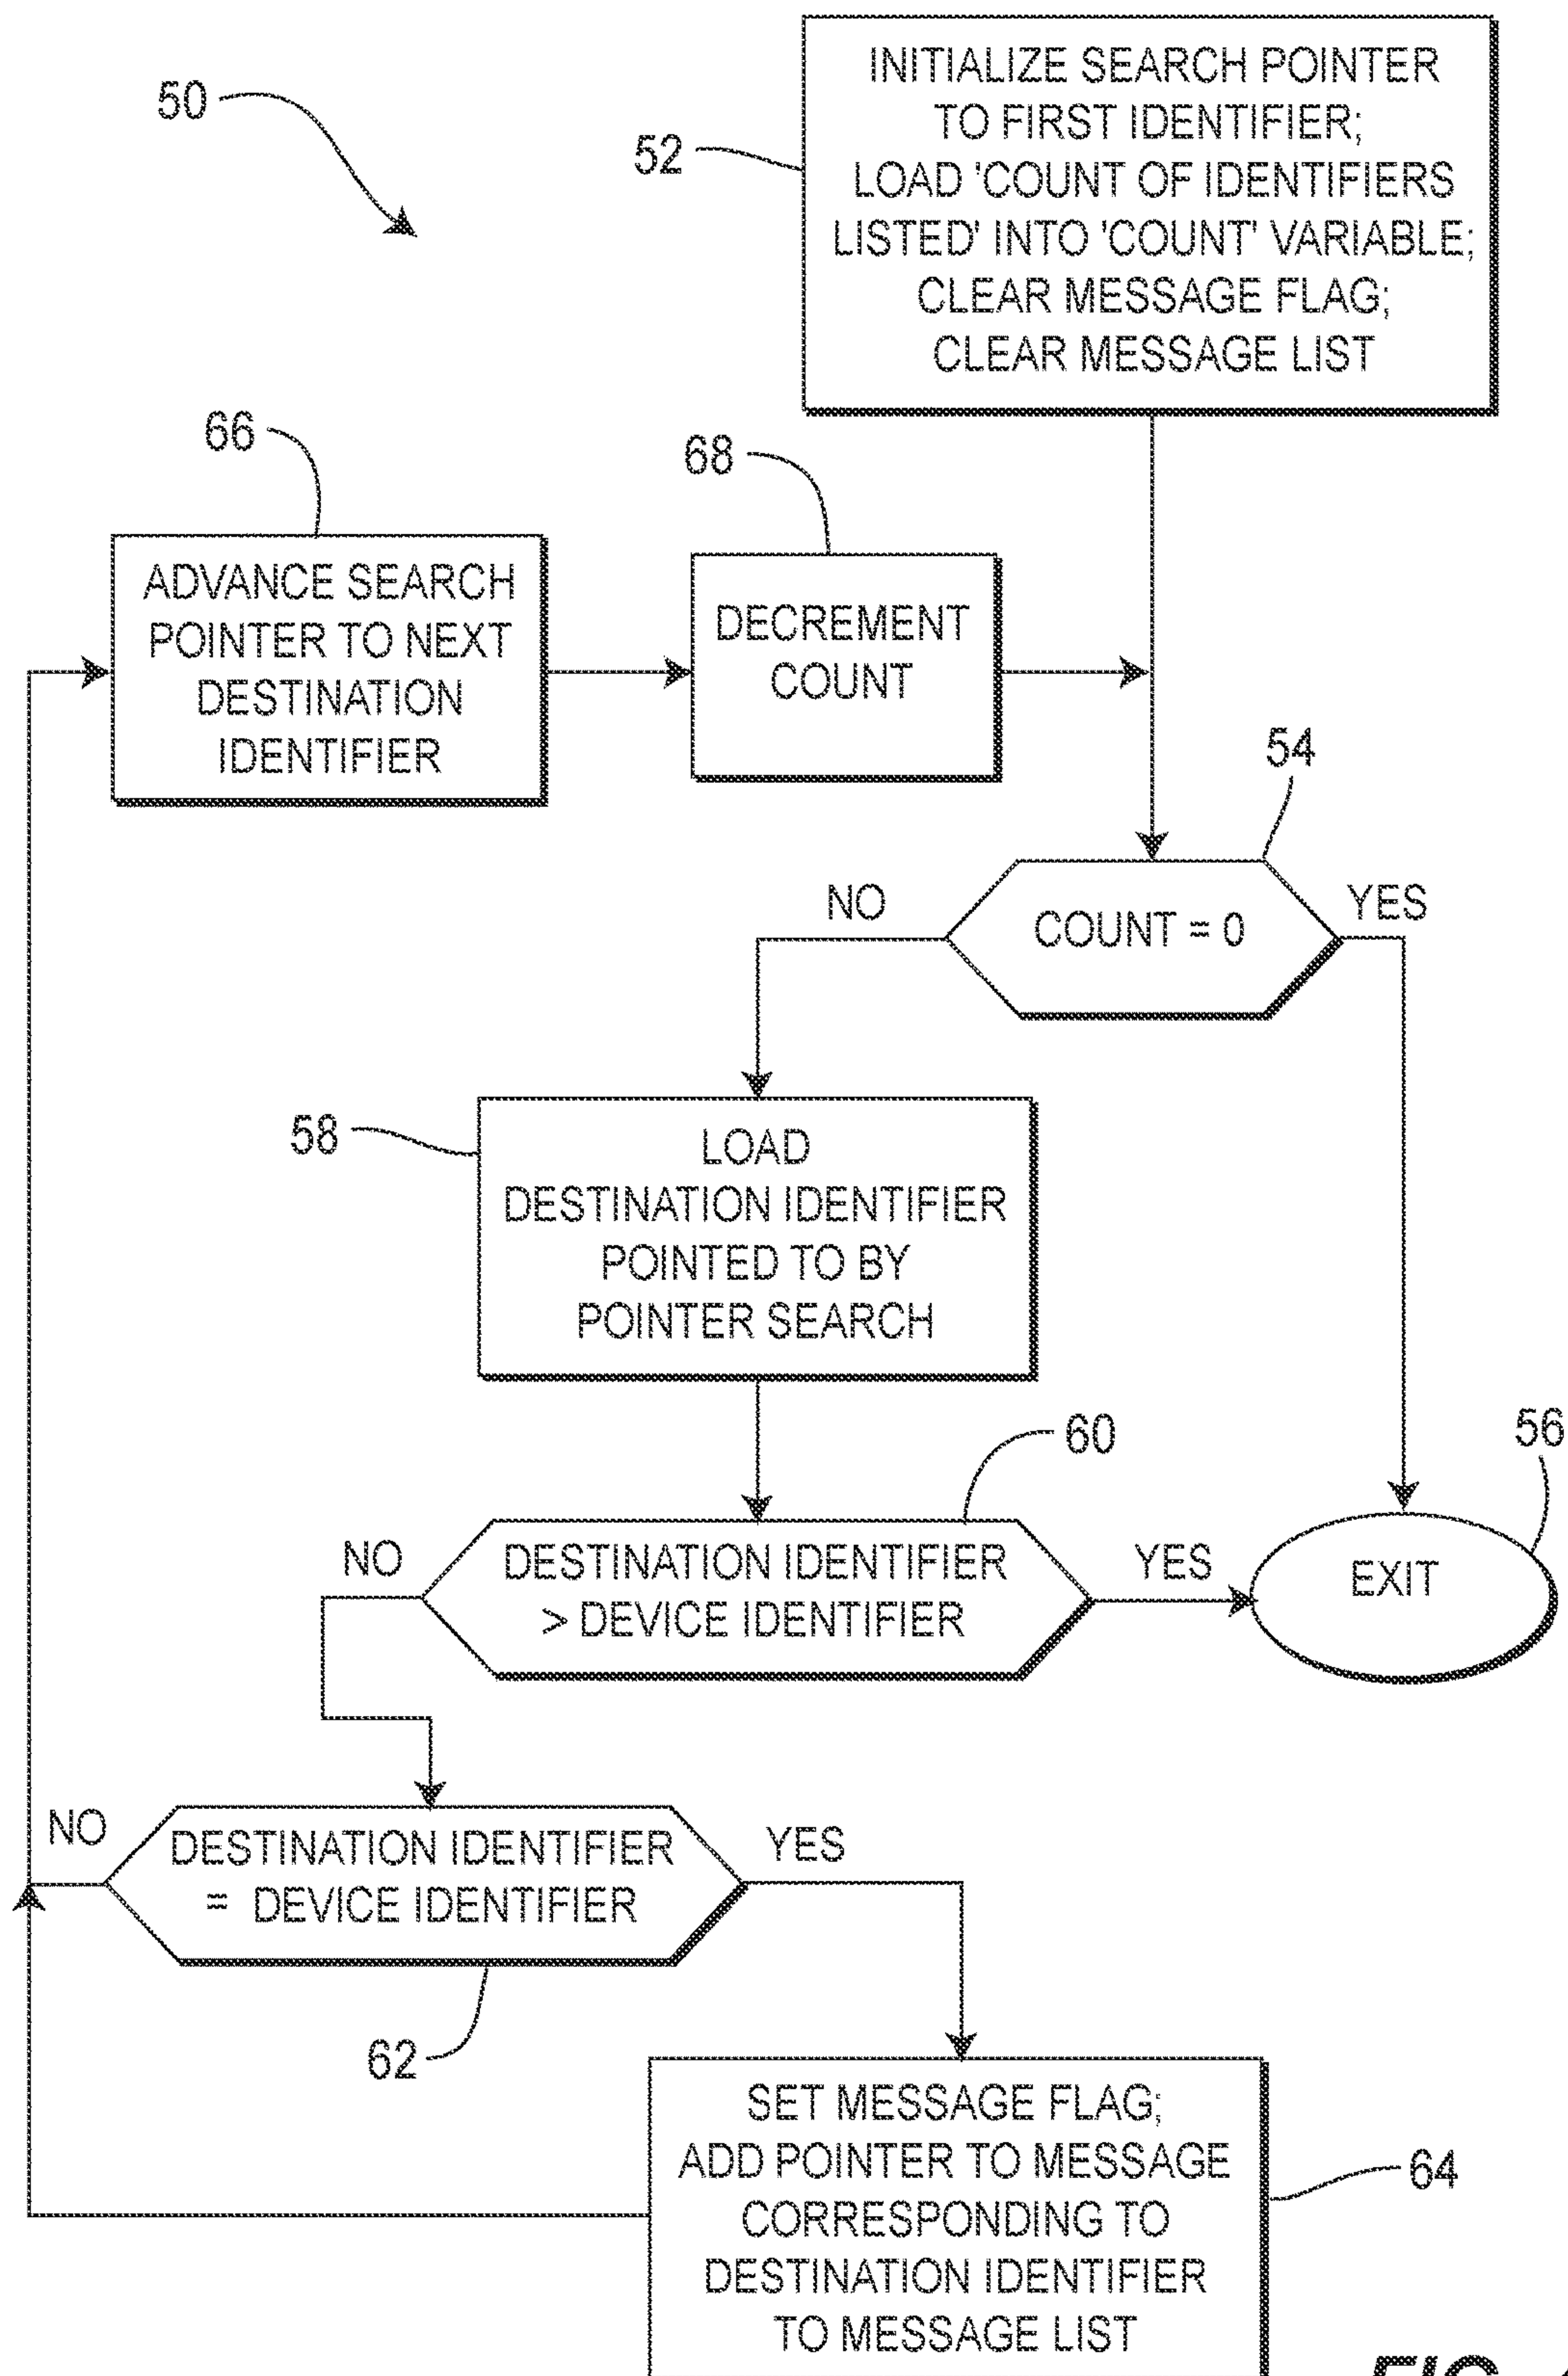 50
52
INITIALIZE SEARCH POINTER
TO FIRST IDENTIFIER;
LOAD 'COUNT OF IDENTIFIERS
LISTED' INTO 'COUNT' VARIABLE;
CLEAR MESSAGE FLAG;
CLEAR MESSAGE LIST
66
68
ADVANCE SEARCH
POINTER TO NEXT
DESTINATION
IDENTIFIER
DECREMENT
COUNT
54
NO
COUNT = 0
YES
58
LOAD
DESTINATION IDENTIFIER
POINTED TO BY
POINTER SEARCH
60
56
NO
DESTINATION IDENTIFIER
> DEVICE IDENTIFIER
YES
EXIT
NO
DESTINATION IDENTIFIER
= DEVICE IDENTIFIER
YES
62
SET MESSAGE FLAG;
ADD POINTER TO MESSAGE
CORRESPONDING TO
DESTINATION IDENTIFIER
TO MESSAGE LIST
64